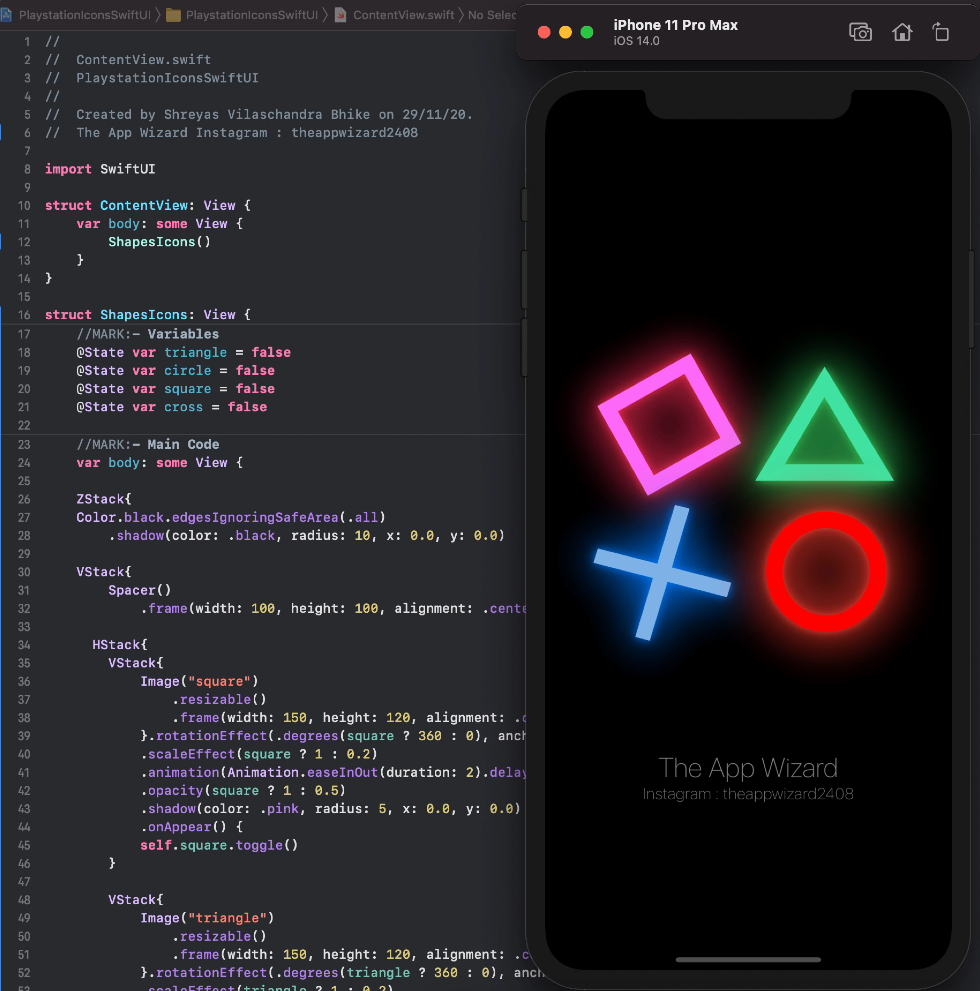 PlaystationIconsSwiftUI 〉 PlaystationIconsSwiftUI 〉 ContentView.swift 〉 No Selec
1 //
2 //  ContentView.swift
3 //  PlaystationIconsSwiftUI
4 //
5 //  Created by Shreyas Vilaschandra Bhike on 29/11/20.
6 //  The App Wizard Instagram : theappwizard2408
7
8 import SwiftUI
9
10 struct ContentView: View {
11     var body: some View {
12         ShapesIcons()
13     }
14 }
15
16 struct ShapesIcons: View {
17     //MARK:- Variables
18     @State var triangle = false
19     @State var circle = false
20     @State var square = false
21     @State var cross = false
22
23     //MARK:- Main Code
24     var body: some View {
25
26     ZStack{
27     Color.black.edgesIgnoringSafeArea(.all)
28         .shadow(color: .black, radius: 10, x: 0.0, y: 0.0)
29
30     VStack{
31         Spacer()
32             .frame(width: 100, height: 100, alignment: .cente
33
34       HStack{
35         VStack{
36             Image("square")
37                 .resizable()
38                 .frame(width: 150, height: 120, alignment: .c
39             }.rotationEffect(.degrees(square ? 360 : 0), anch
40             .scaleEffect(square ? 1 : 0.2)
41             .animation(Animation.easeInOut(duration: 2).delay
42             .opacity(square ? 1 : 0.5)
43             .shadow(color: .pink, radius: 5, x: 0.0, y: 0.0)
44             .onAppear() {
45             self.square.toggle()
46         }
47
48         VStack{
49             Image("triangle")
50                 .resizable()
51                 .frame(width: 150, height: 120, alignment: .c
52             }.rotationEffect(.degrees(triangle ? 360 : 0), anch
53             .scaleEffect(triangle ? 1 : 0.2)
iPhone 11 Pro Max
iOS 14.0
The App Wizard
Instagram : theappwizard2408